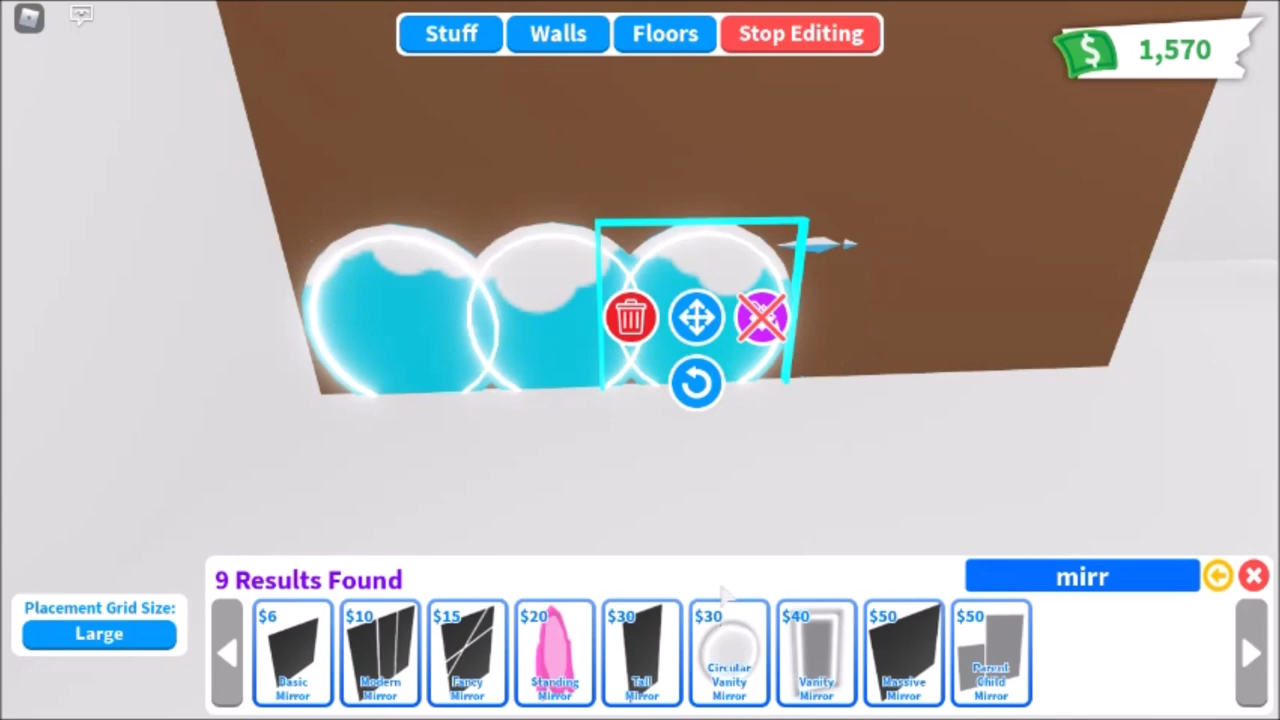 Stuff
Walls
Floors
Stop Editing
$
1,570
9 Results Found
mirr
Placement Grid Size:
Large
$6
Basic
Mirror
$10
Modern
Mirror
$15
Fancy
Mirror
$20
Standing
Mirror
$30
Tall
Mirror
$30
Circular
Vanity
Mirror
$40
Vanity
Mirror
$50
Massive
Mirror
$50
Parent
Child
Mirror